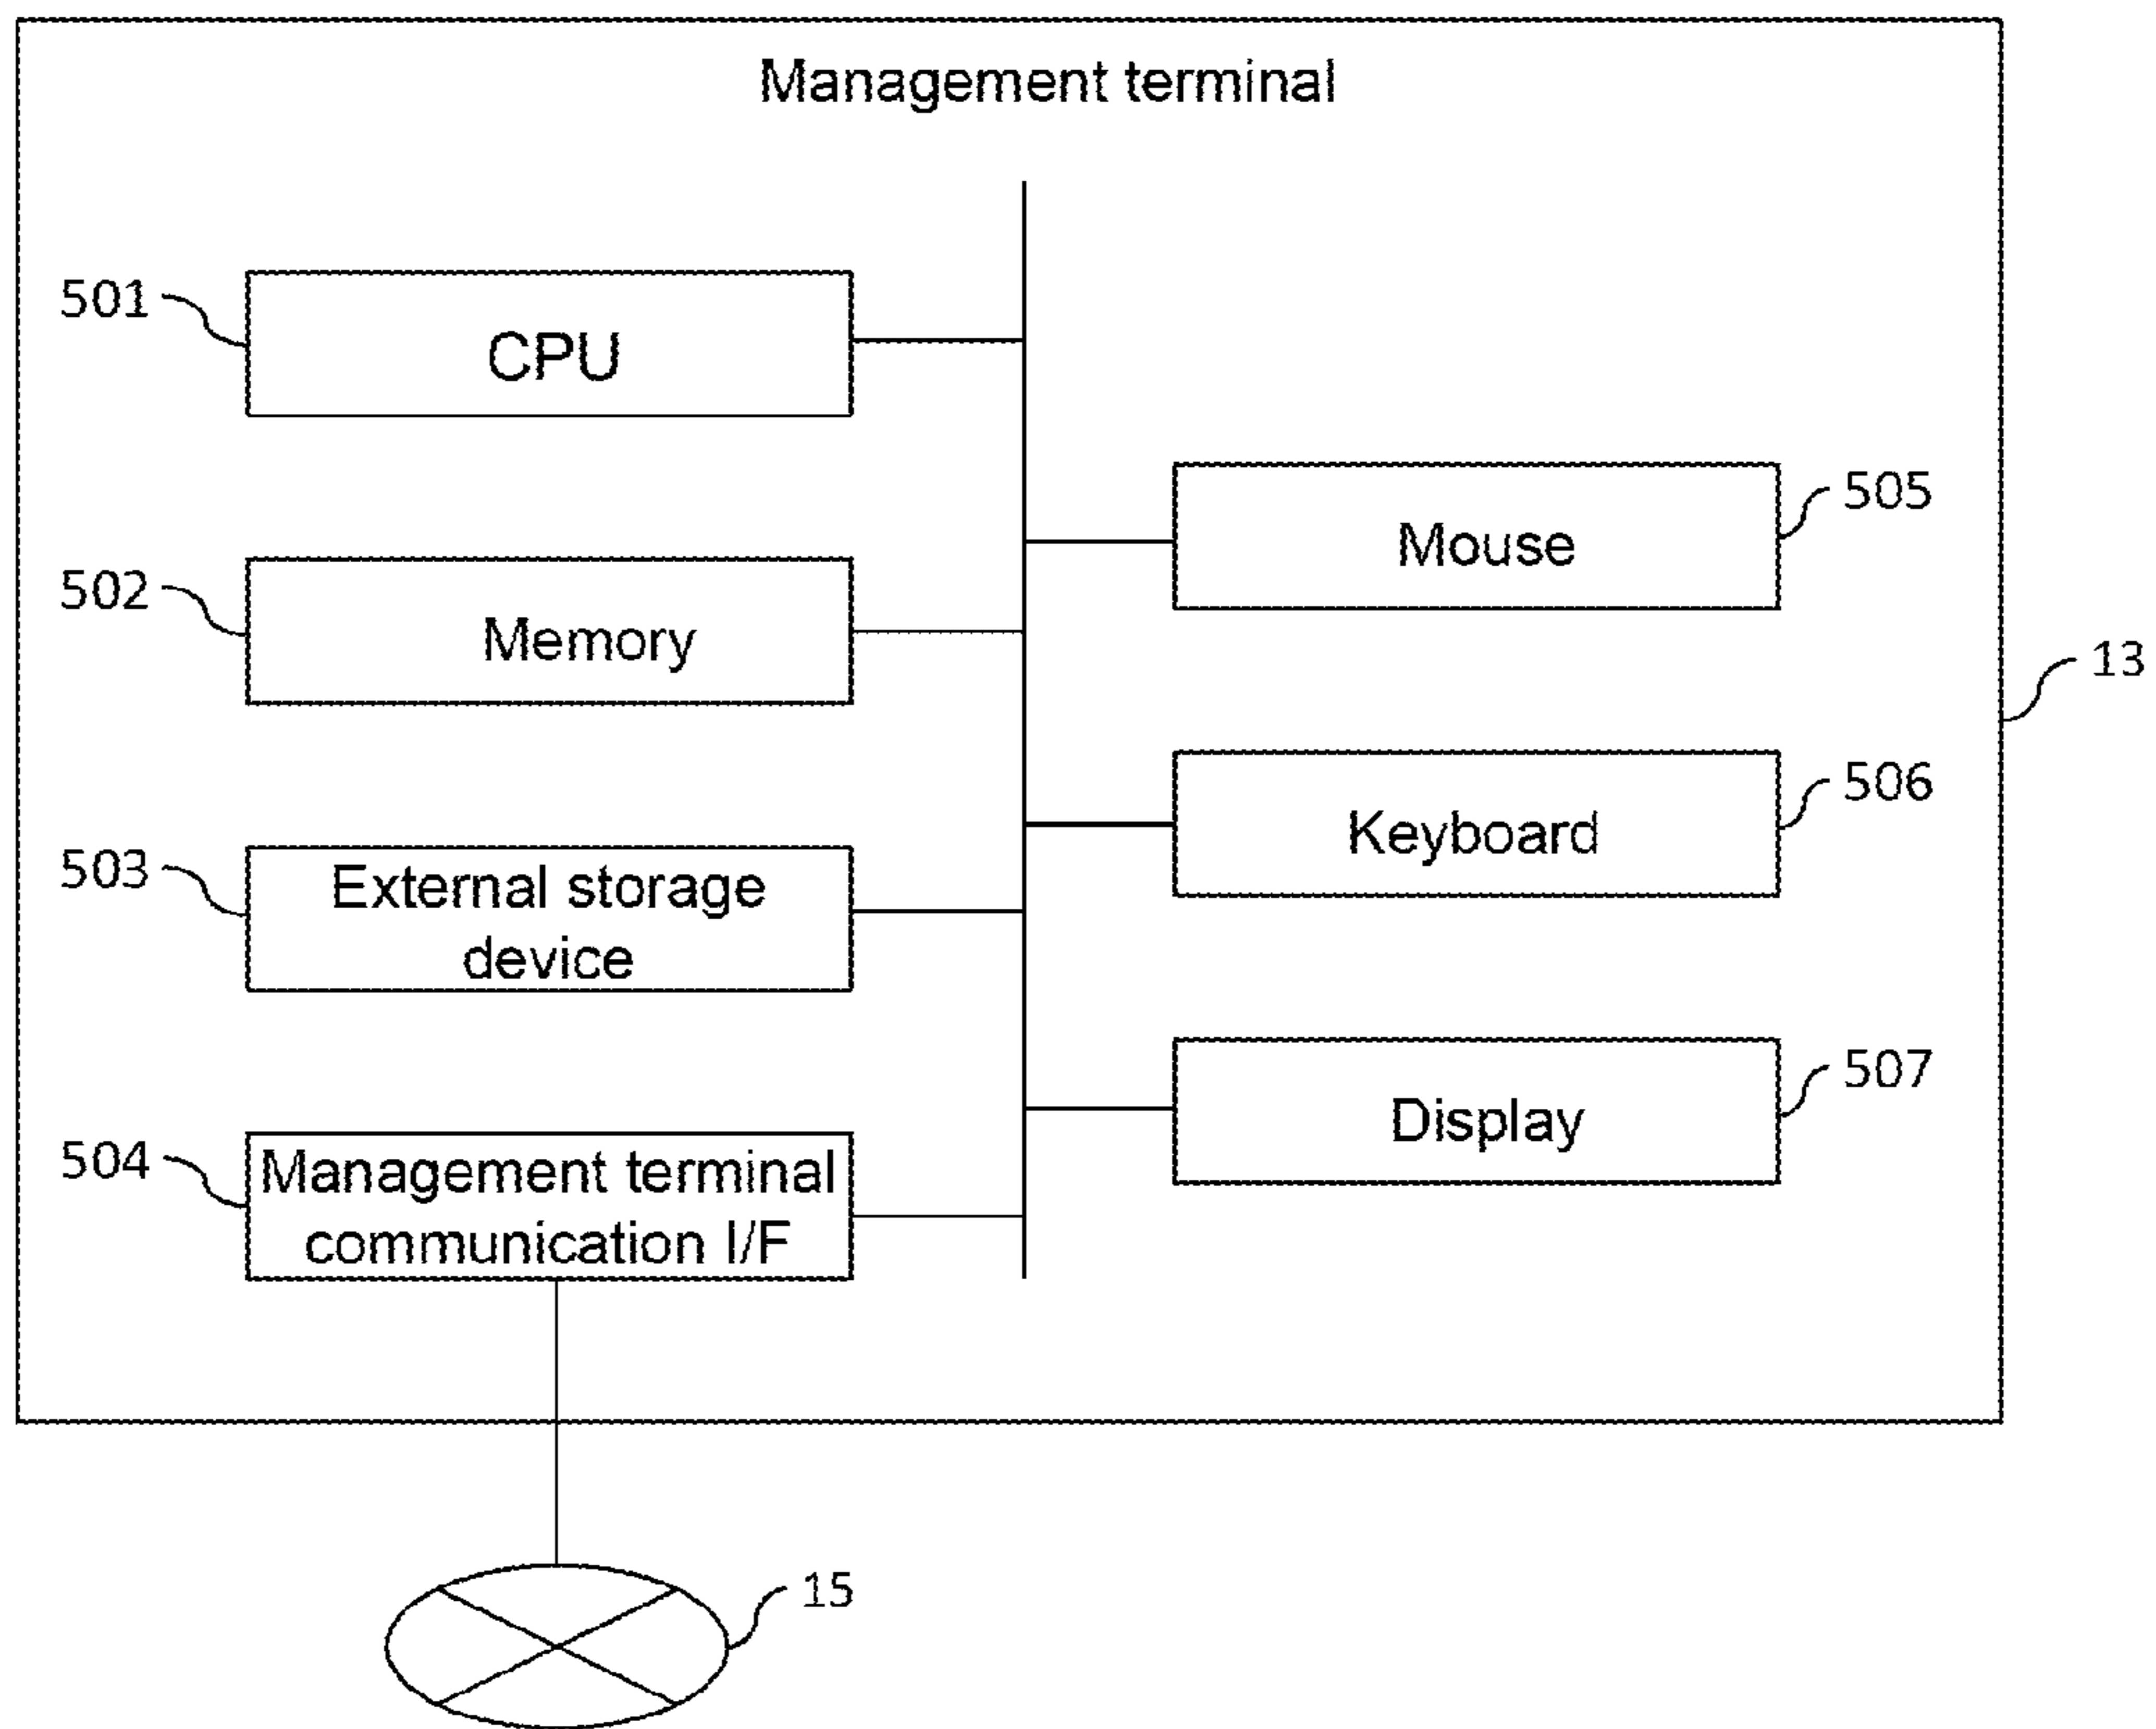 Management terminal
501
CPU
505
Mouse
502
Memory
13
506
Keyboard
503
External storage
device
507
Display
504
Management terminal
communication I/F
15